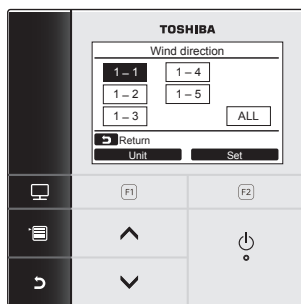 TOSHIBA
Wind direction
1 – 1 1 – 4
1 – 2 1 – 5
1 – 3 ALL
Return
Unit Set
F1 F2